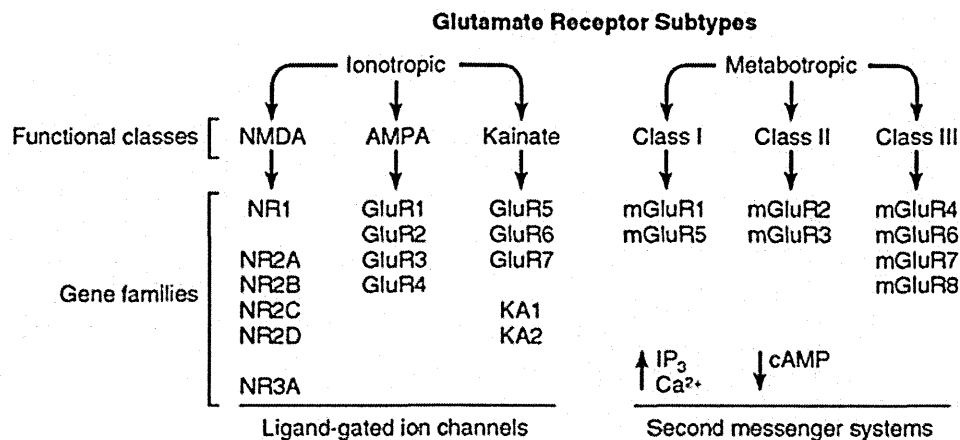 Glutamate Receptor Subtypes
Ionotropic Metabotropic
Functional classes NMDA AMPA Kainate Class I Class II Class III
NR1 GluR1 GluR5 mGluR1 mGluR2 mGluR4
GluR2 GluR6 mGluR5 mGluR3 mGluR6
NR2A GluR3 GluR7 mGluR7
NR2B GluR4 mGluR8
Gene families
NR2C KA1
NR2D KA2
IP3 cAMP
NR3A Ca2+
Ligand-gated ion channels Second messenger systems